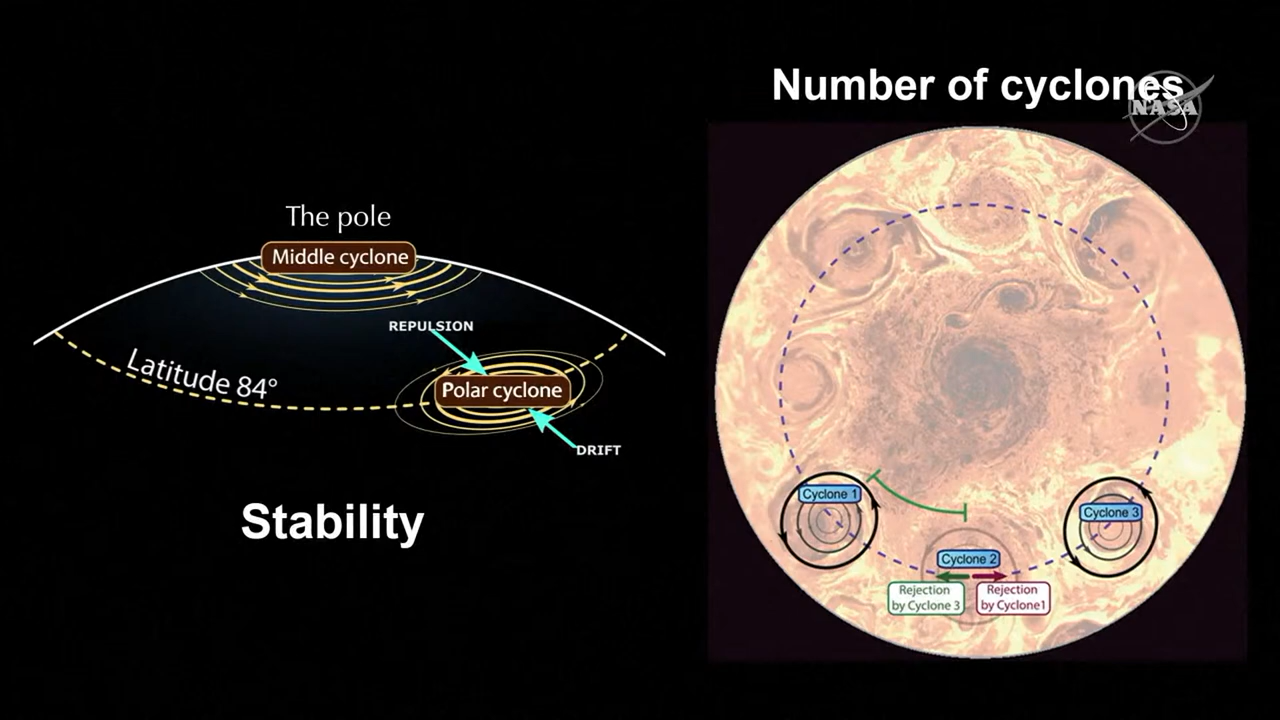 Number of cyclones
NASA
The pole
Middle cyclone
REPULSION
Latitude 84°
Polar cyclone
DRIFT
Stability
Cyclone 1
Cyclone 3
Cyclone 2
Rejection
by Cyclone 3
Rejection
by Cyclone1